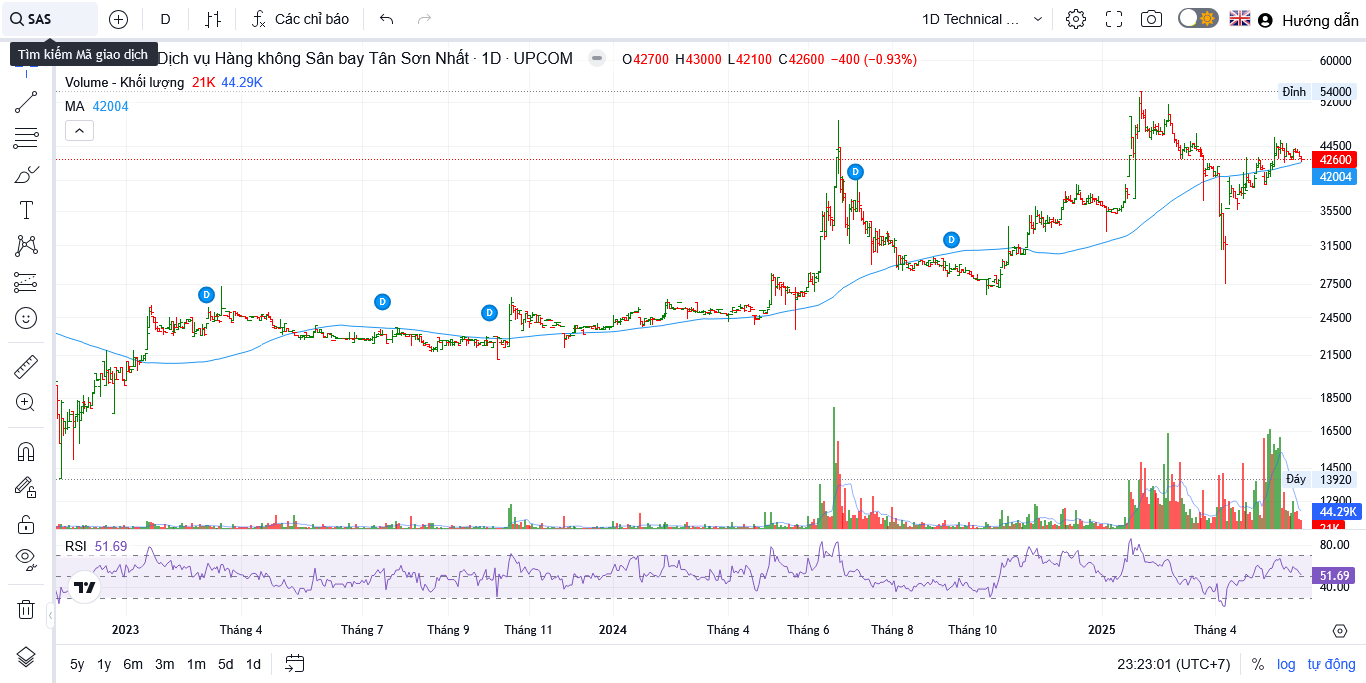 SAS
D
Các chỉ báo
1D Technical ...
Hướng dẫn
Tìm kiếm Mã giao dịch
Dịch vụ Hàng không Sân bay Tân Sơn Nhất · 1D · UPCOM
O42700 H43000 L42100 C42600 −400 (−0.93%)
Volume - Khối lượng 21K 44.29K
MA 42004
60000
Đỉnh 54000
52000
44500
42600
42004
35500
31500
27500
24500
21500
18500
16500
14500
Đáy 13920
12900
44.29K
21K
D
D
D
D
D
RSI 51.69
80.00
51.69
40.00
2023 Tháng 4 Tháng 7 Tháng 9 Tháng 11 2024 Tháng 4 Tháng 6 Tháng 8 Tháng 10 2025 Tháng 4
5y 1y 6m 3m 1m 5d 1d
23:23:01 (UTC+7) % log tự động